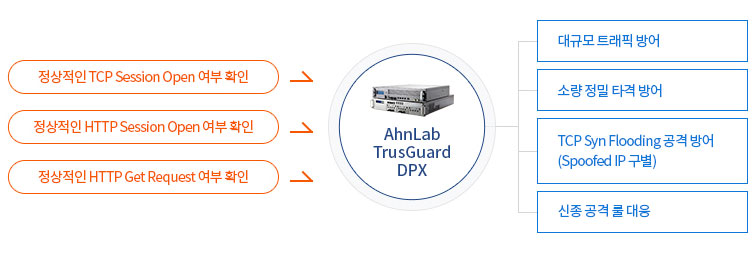 정상적인 TCP Session Open 여부 확인
정상적인 HTTP Session Open 여부 확인
정상적인 HTTP Get Request 여부 확인
AhnLab
TrusGuard
DPX
대규모 트래픽 방어
소량 정밀 타격 방어
TCP Syn Flooding 공격 방어
(Spoofed IP 구별)
신종 공격 룰 대응